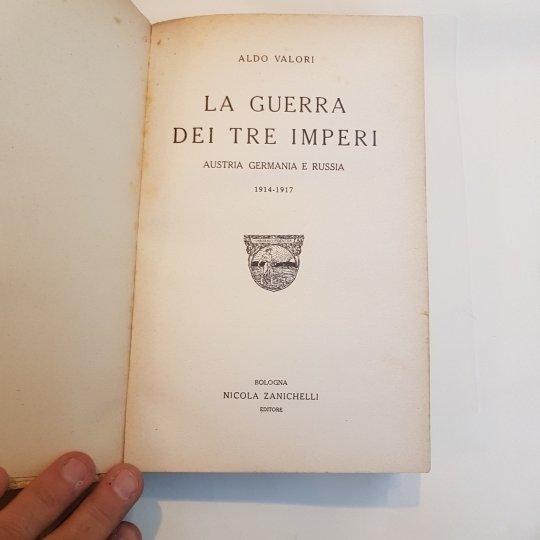 ALDO VALORI
LA GUERRA
DEI TRE IMPERI
AUSTRIA GERMANIA E RUSSIA
1914-1917
BOLOGNA
NICOLA ZANICHELLI
EDITORE